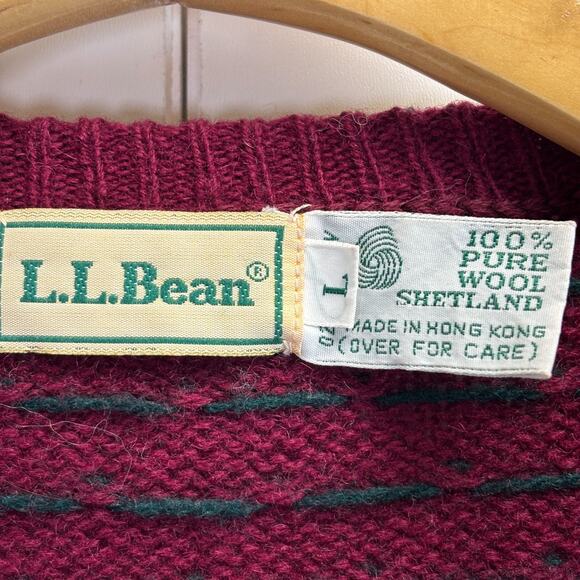 L.L.Bean®
L
100%
PURE
WOOL
SHETLAND
MADE IN HONG KONG
(OVER FOR CARE)